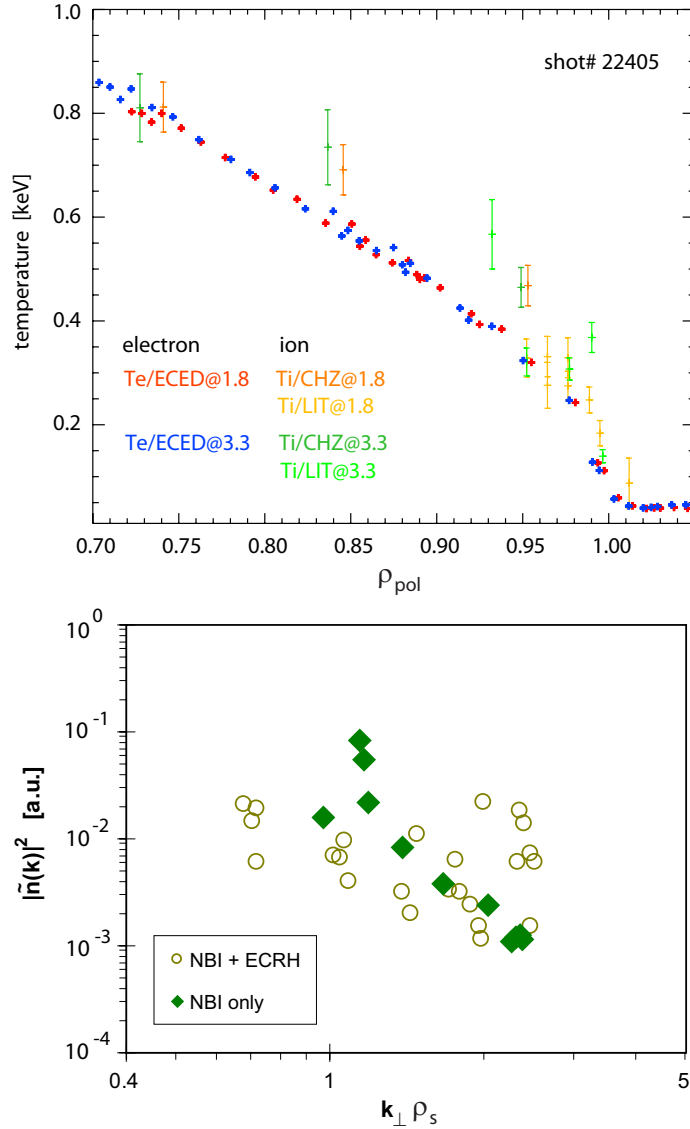 1.0
0.8
0.6
0.4
0.2
temperature [keV]
shot# 22405
electron ion
Te/ECED@1.8 Ti/CHZ@1.8
Ti/LIT@1.8
Te/ECED@3.3 Ti/CHZ@3.3
Ti/LIT@3.3
0.70 0.75 0.80 0.85 0.90 0.95 1.00
ρpol
10^0
10^-1
10^-2
10^-3
10^-4
|ñ(k)|² [a.u.]
NBI + ECRH
NBI only
0.4 1 5
k⊥ρs